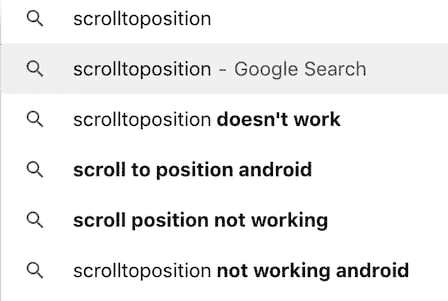 scrolltoposition
scrolltoposition - Google Search
scrolltoposition doesn't work
scroll to position android
scroll position not working
scrolltoposition not working android